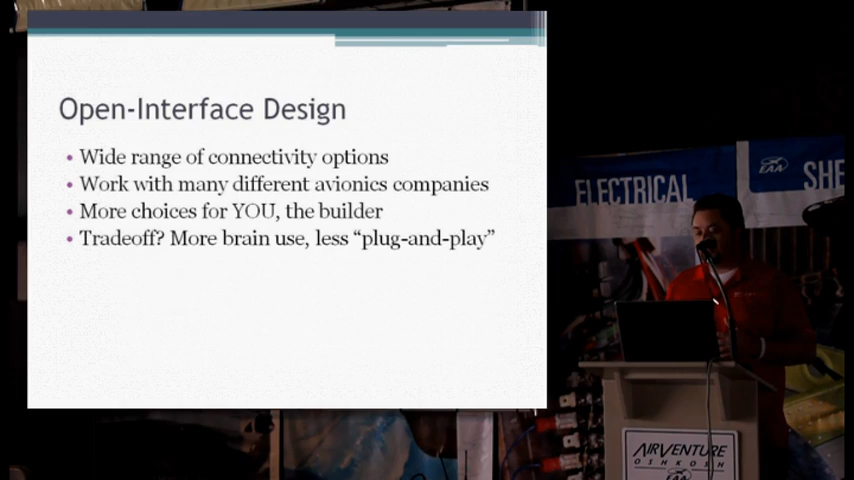 Open-Interface Design
• Wide range of connectivity options
• Work with many different avionics companies
• More choices for YOU, the builder
• Tradeoff? More brain use, less “plug-and-play”
ELECTRICAL
EAA
SHE
AIRVENTURE
OSHKOSH
EAA